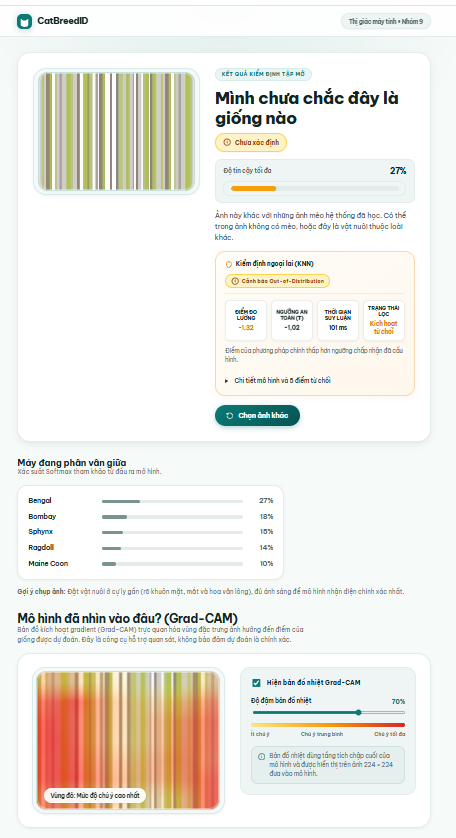 CatBreedID
Thị giác máy tính • Nhóm 9
KẾT QUẢ KIỂM ĐỊNH TẬP MỞ
Mình chưa chắc đây là
giống nào
Chưa xác định
Độ tin cậy tối đa 27%
Ảnh này khác với những ảnh mèo hệ thống đã học. Có thể
trong ảnh không có mèo, hoặc đây là vật nuôi thuộc loài
khác.
Kiểm định ngoại lai (KNN)
Cảnh báo Out-of-Distribution
ĐIỂM ĐO
LƯỜNG
-1,32
NGƯỠNG AN
TOÀN (T)
-1,02
THỜI GIAN
SUY LUẬN
101 ms
TRẠNG THÁI
LỌC
Kích hoạt
từ chối
Điểm của phương pháp chính thấp hơn ngưỡng chấp nhận đã cấu
hình.
Chi tiết mô hình và 6 điểm từ chối
Chọn ảnh khác
Máy đang phân vân giữa
Xác suất Softmax tham khảo từ đầu ra mô hình.
Bengal 27%
Bombay 18%
Sphynx 15%
Ragdoll 14%
Maine Coon 10%
Gợi ý chụp ảnh: Đặt vật nuôi ở cự ly gần (rõ khuôn mặt, mắt và hoa văn lông), đủ ánh sáng để mô hình nhận diện chính xác nhất.
Mô hình đã nhìn vào đâu? (Grad-CAM)
Bản đồ kích hoạt gradient (Grad-CAM) trực quan hóa vùng đặc trưng ảnh hưởng đến điểm của
giống được dự đoán. Đây là công cụ hỗ trợ quan sát, không bảo đảm dự đoán là chính xác.
Vùng đỏ: Mức độ chú ý cao nhất
Hiện bản đồ nhiệt Grad-CAM
Độ đậm bản đồ nhiệt 70%
Ít chú ý Chú ý trung bình Chú ý tối đa
Bản đồ nhiệt dùng tầng tích chập cuối của
mô hình và được hiển thị trên ảnh 224 × 224
đưa vào mô hình.